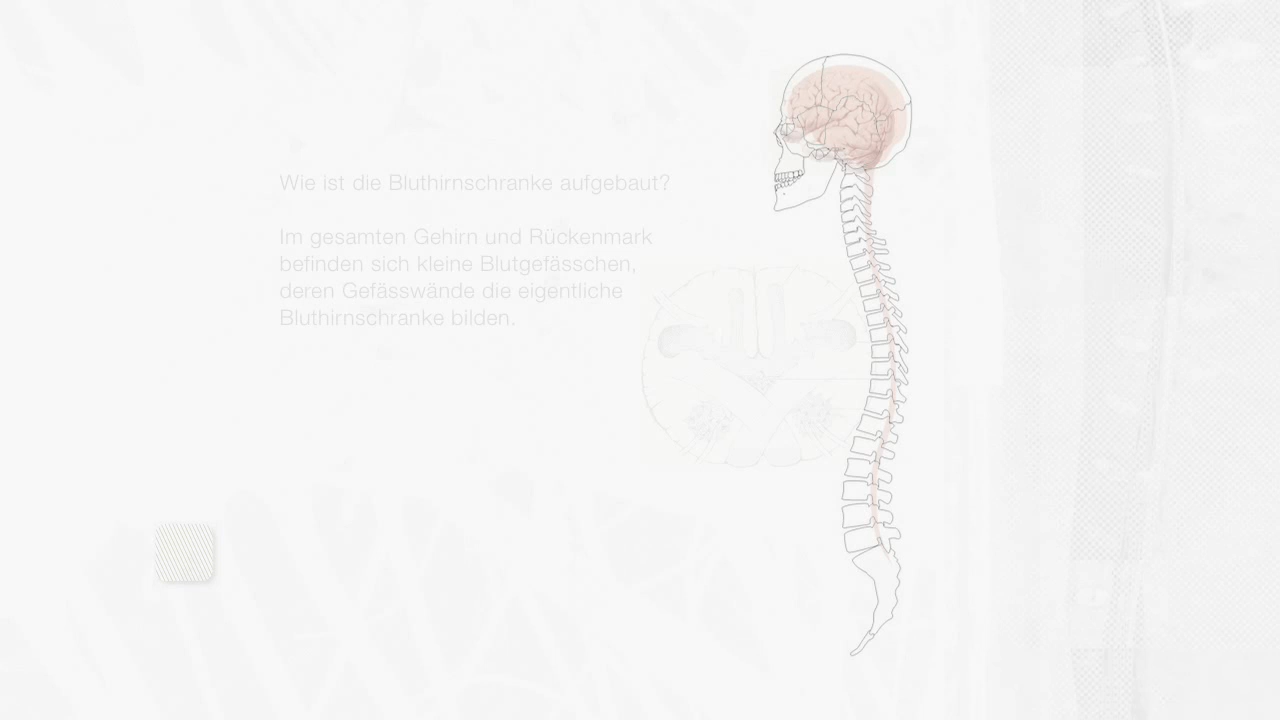 Wie ist die Bluthirnschranke aufgebaut?
Im gesamten Gehirn und Rückenmark
befinden sich kleine Blutgefässchen,
deren Gefässwände die eigentliche
Bluthirnschranke bilden.